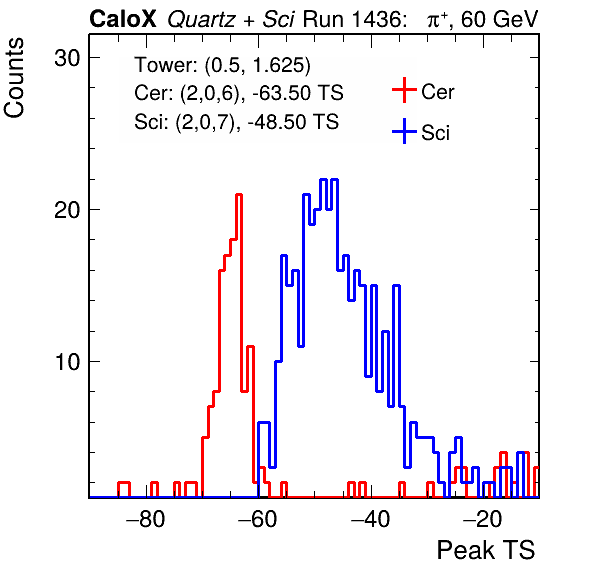 CaloX Quartz + Sci Run 1436: π⁺, 60 GeV
Counts
30
20
10
Tower: (0.5, 1.625)
Cer: (2,0,6), -63.50 TS
Sci: (2,0,7), -48.50 TS
Cer
Sci
−80 −60 −40 −20
Peak TS